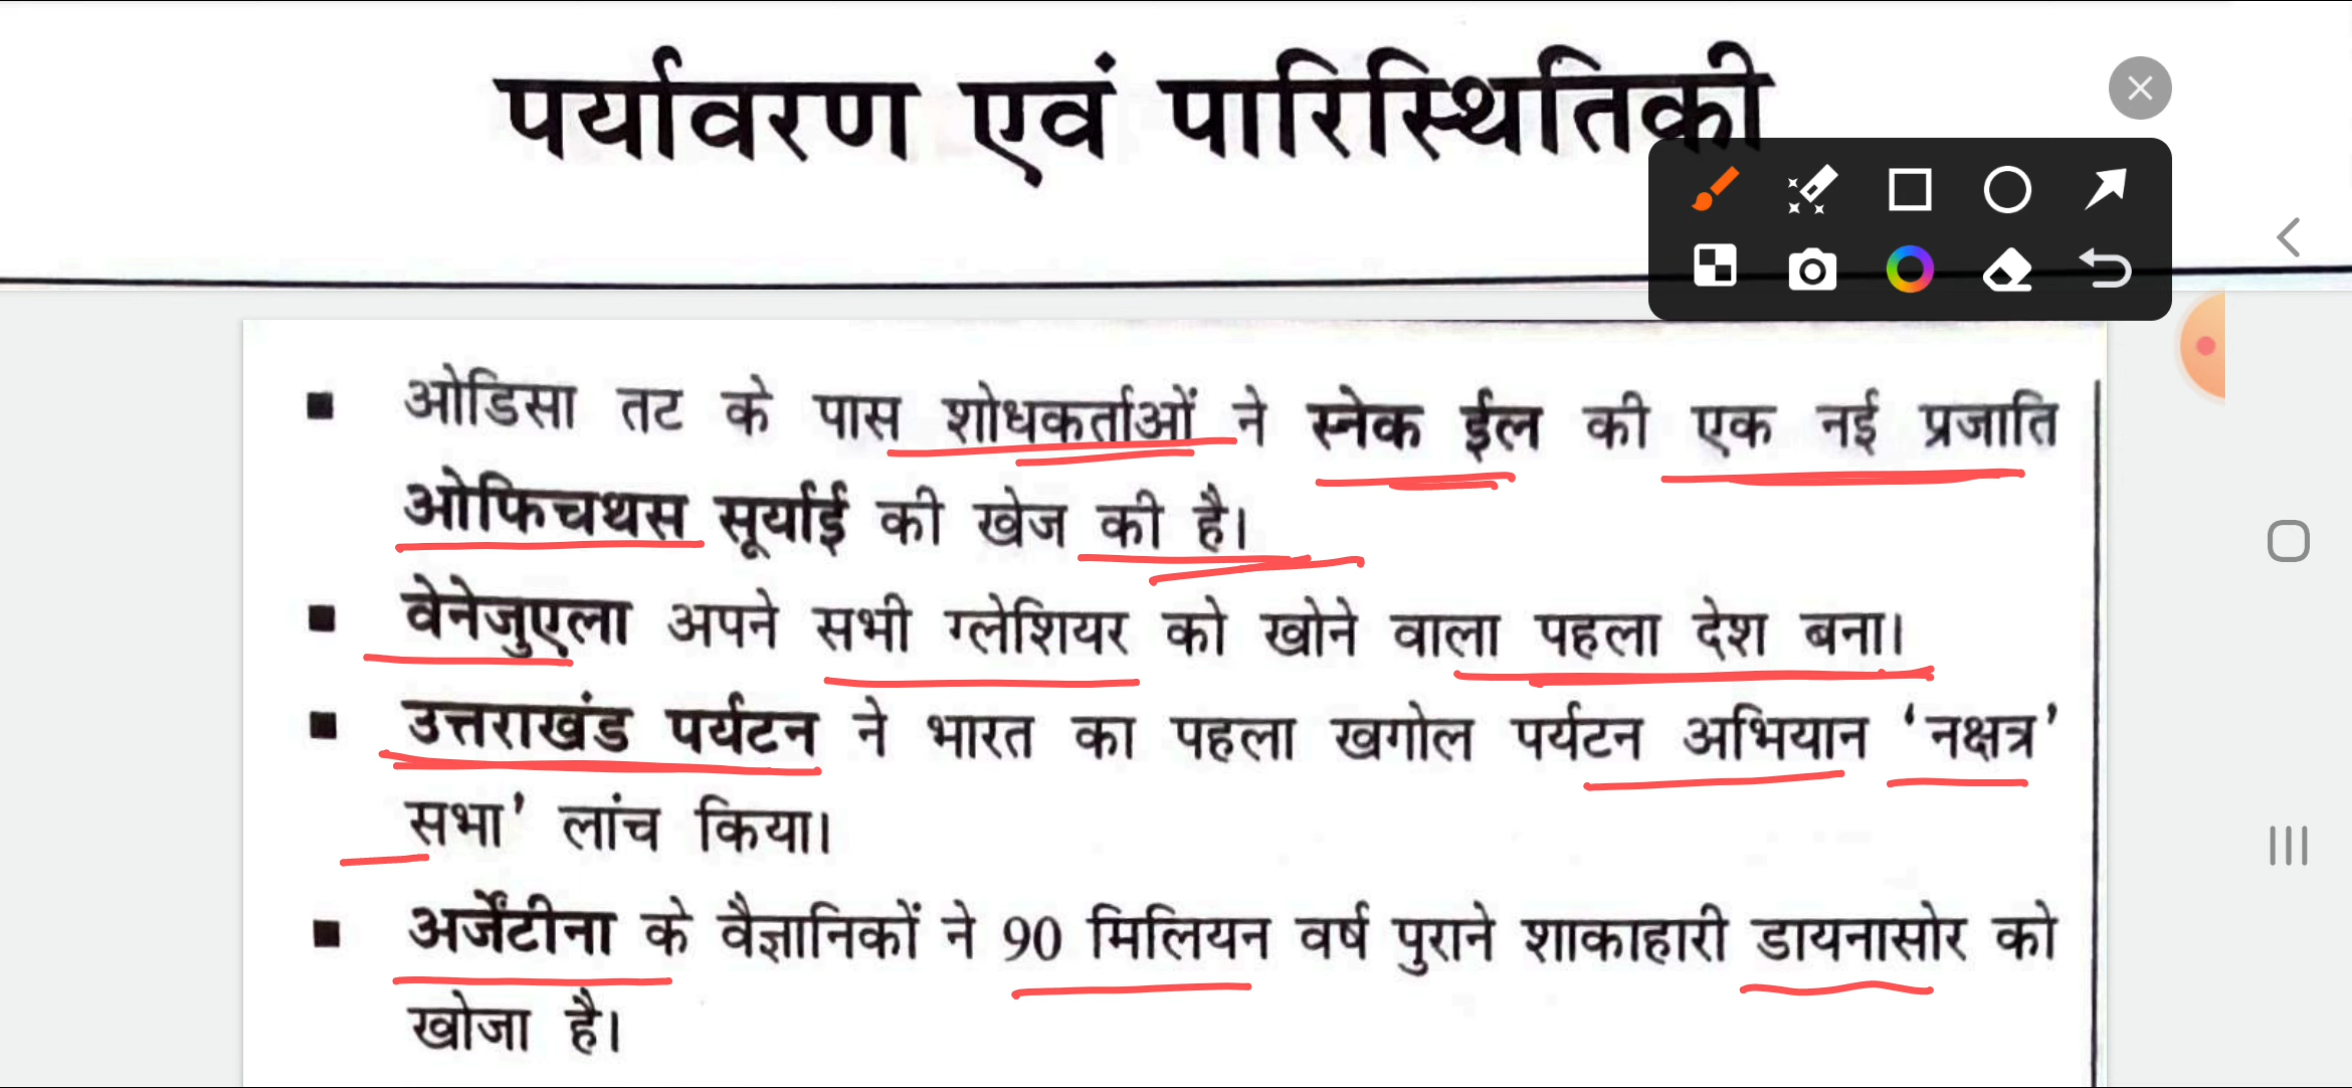 पर्यावरण एवं पारिस्थितिकी
■ ओडिसा तट के पास शोधकर्ताओं ने स्नेक ईल की एक नई प्रजाति
ओफिचथस सूर्याई की खेज की है।
■ वेनेजुएला अपने सभी ग्लेशियर को खोने वाला पहला देश बना।
■ उत्तराखंड पर्यटन ने भारत का पहला खगोल पर्यटन अभियान ‘नक्षत्र’
सभा’ लांच किया।
■ अर्जेंटीना के वैज्ञानिकों ने 90 मिलियन वर्ष पुराने शाकाहारी डायनासोर को
खोजा है।